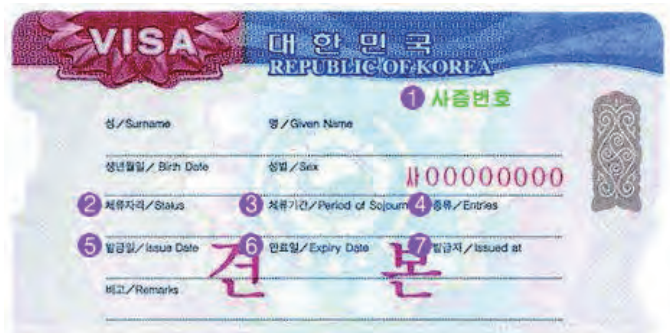 VISA 대한민국
REPUBLIC OF KOREA
1 사증번호
성/Surname 명/Given Name
생년월일/Birth Date 성별/Sex 사00000000
2 체류자격/Status 3 체류기간/Period of Sojourn 4 종류/Entries
5 발급일/Issue Date 6 만료일/Expiry Date 7 발급지/Issued at
견 본
비고/Remarks